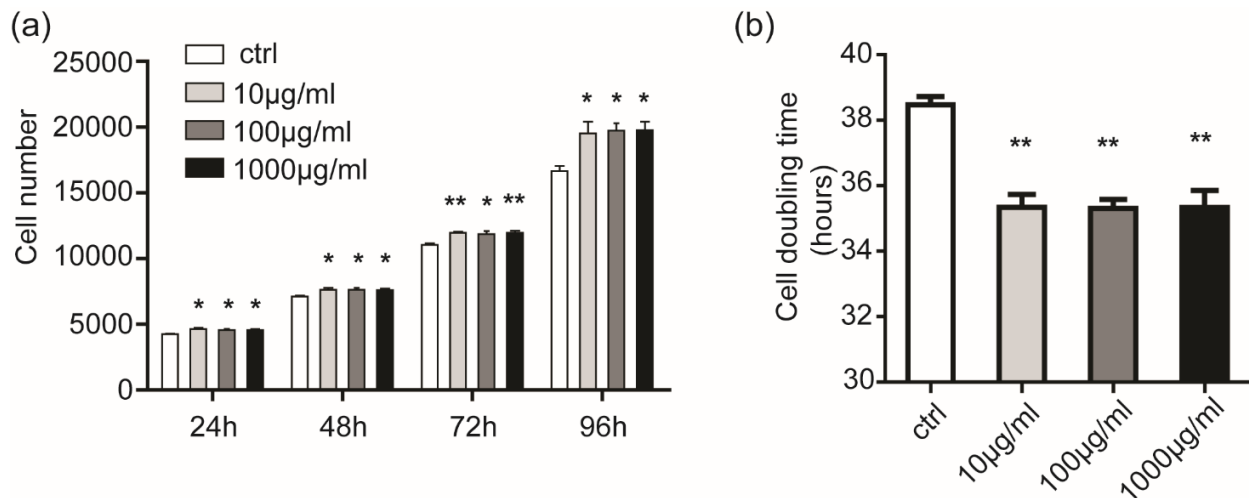 (a)
Cell number
25000
20000
15000
10000
5000
0
ctrl
10µg/ml
100µg/ml
1000µg/ml
* * *
* * *
** * **
* * *
24h 48h 72h 96h
(b)
Cell doubling time
(hours)
40
38
36
34
32
30
** ** **
ctrl
10µg/ml
100µg/ml
1000µg/ml